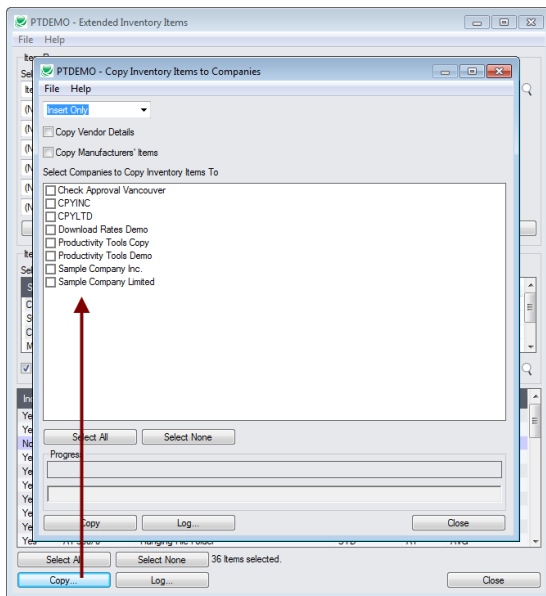 PTDEMO - Extended Inventory Items
File Help
PTDEMO - Copy Inventory Items to Companies
File Help
Insert Only
Copy Vendor Details
Copy Manufacturers' Items
Select Companies to Copy Inventory Items To
Check Approval Vancouver
CPYINC
CPYLTD
Download Rates Demo
Productivity Tools Copy
Productivity Tools Demo
Sample Company Inc.
Sample Company Limited
Select All Select None
Progress
Copy Log... Close
Select All Select None 36 Items selected.
Copy... Log... Close